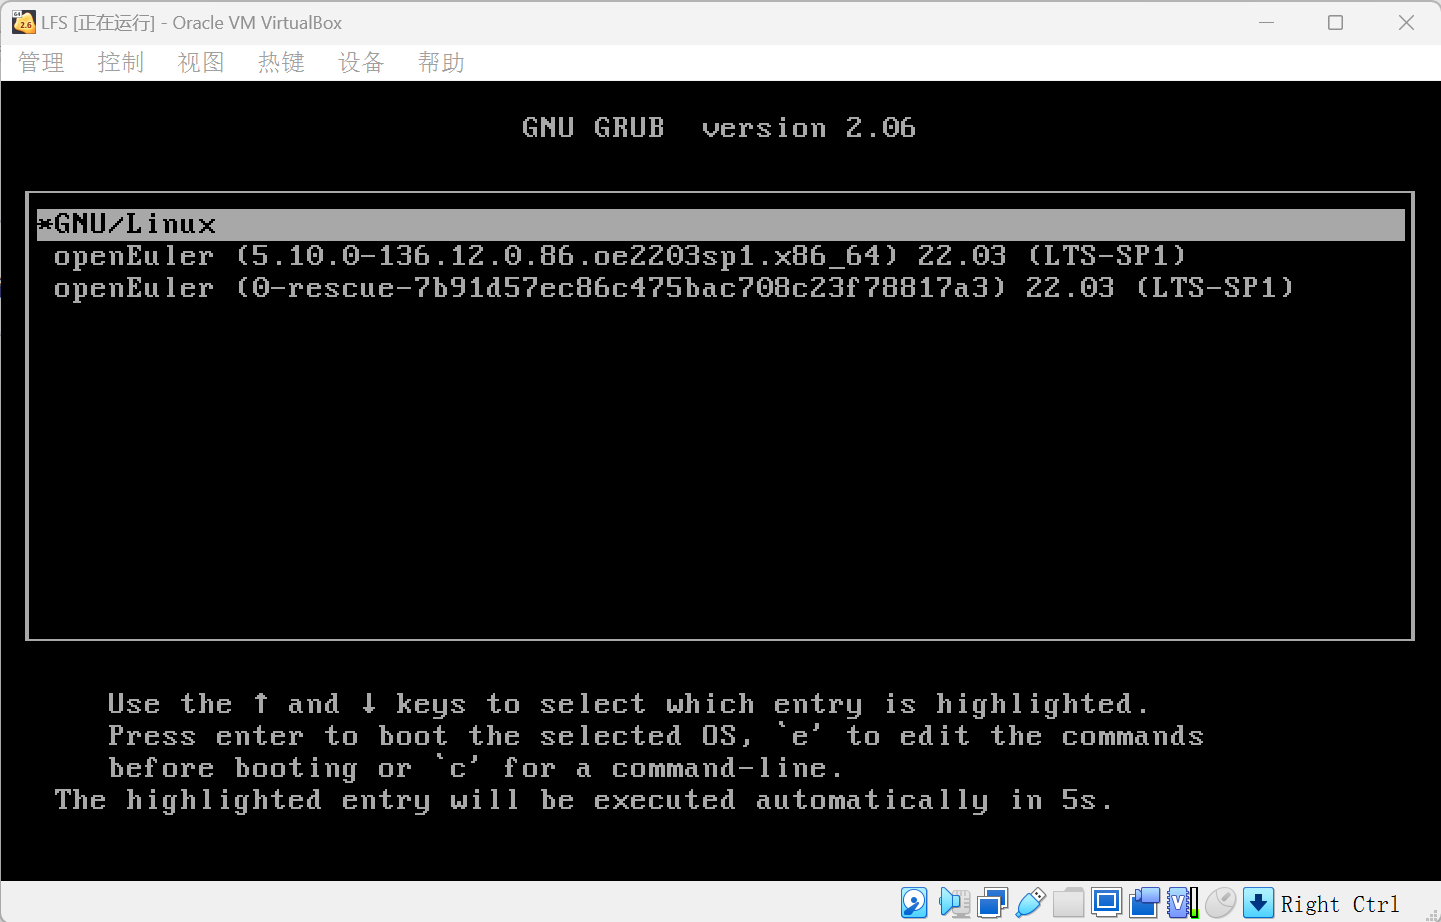 LFS [正在运行] - Oracle VM VirtualBox
管理 控制 视图 热键 设备 帮助
GNU GRUB  version 2.06
*GNU/Linux
openEuler (5.10.0-136.12.0.86.oe2203sp1.x86_64) 22.03 (LTS-SP1)
openEuler (0-rescue-7b91d57ec86c475bac708c23f78817a3) 22.03 (LTS-SP1)
Use the ↑ and ↓ keys to select which entry is highlighted.
Press enter to boot the selected OS, `e' to edit the commands
before booting or `c' for a command-line.
The highlighted entry will be executed automatically in 5s.
Right Ctrl